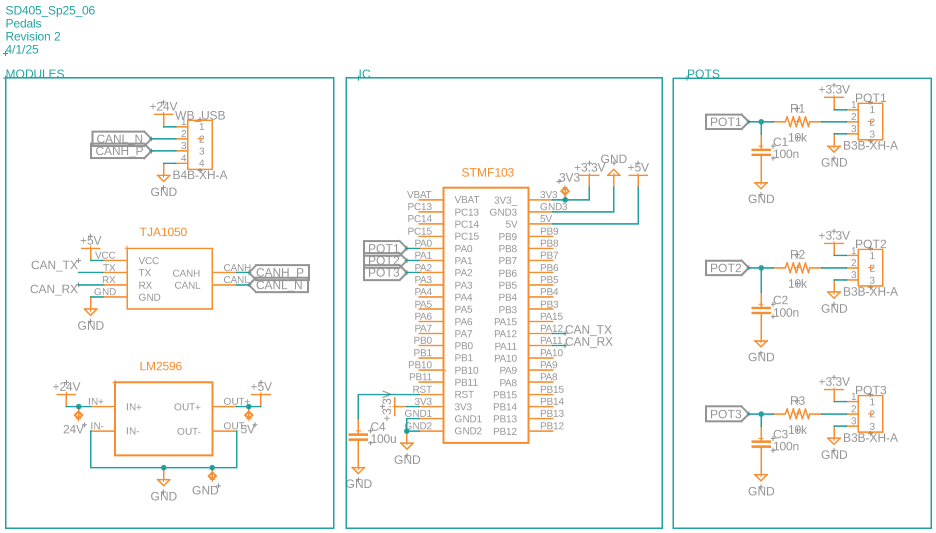 SD405_Sp25_06
Pedals
Revision 2
4/1/25
MODULES
+24V
WB_USB
1 1
2 2
3 3
4 4
CANL_N
CANH_P
B4B-XH-A
GND
TJA1050
+5V
VCC VCC
CAN_TX TX TX CANH CANH CANH_P
CAN_RX RX RX CANL CANL CANL_N
GND GND
GND
LM2596
+24V +5V
IN+ IN+ OUT+ OUT+
24V 5V
IN- IN- OUT- OUT-
GND GND
IC
STMF103
+3.3V GND +5V
3V3
VBAT VBAT 3V3_ 3V3
PC13 PC13 GND3 GND3
PC14 PC14 5V 5V
PC15 PC15 PB9 PB9
POT1 PA0 PA0 PB8 PB8
POT2 PA1 PA1 PB7 PB7
POT3 PA2 PA2 PB6 PB6
PA3 PA3 PB5 PB5
PA4 PA4 PB4 PB4
PA5 PA5 PB3 PB3
PA6 PA6 PA15 PA15
PA7 PA7 PA12 PA12 CAN_TX
PB0 PB0 PA11 PA11 CAN_RX
PB1 PB1 PA10 PA10
PB10 PB10 PA9 PA9
PB11 PB11 PA8 PA8
RST RST PB15 PB15
+3.3V 3V3 3V3 PB14 PB14
GND1 GND1 PB13 PB13
GND2 GND2 PB12 PB12
C4
100u
GND
GND
POTS
+3.3V POT1
POT1 R1
10k
1 1
2 2
3 3
C1
100n
B3B-XH-A
GND
GND
+3.3V POT2
POT2 R2
10k
1 1
2 2
3 3
C2
100n
B3B-XH-A
GND
GND
+3.3V POT3
POT3 R3
10k
1 1
2 2
3 3
C3
100n
B3B-XH-A
GND
GND